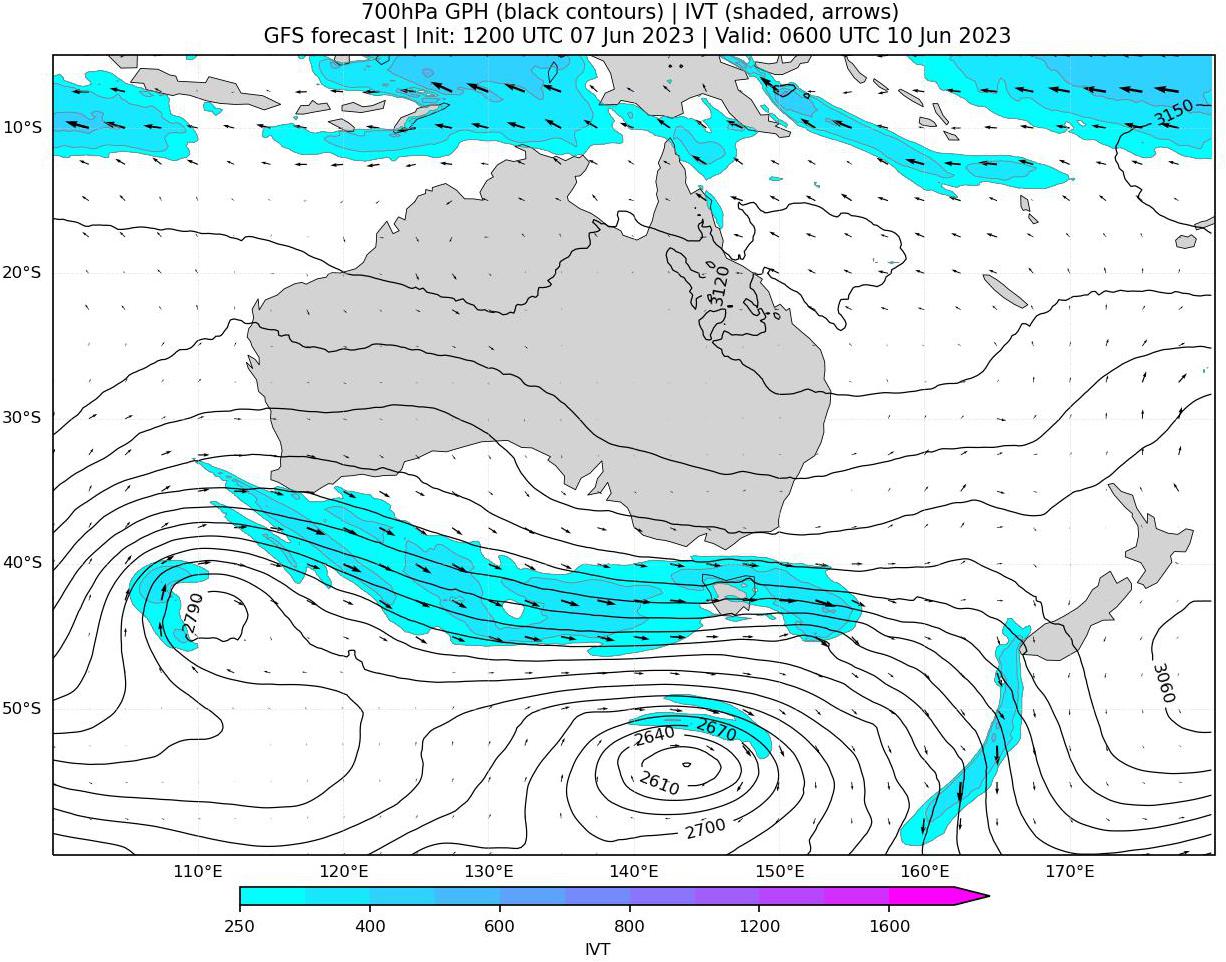 700hPa GPH (black contours) | IVT (shaded, arrows)
GFS forecast | Init: 1200 UTC 07 Jun 2023 | Valid: 0600 UTC 10 Jun 2023
3150
10°S
20°S
3120
30°S
40°S
2790
3060
50°S
2670
2640
2610
2700
110°E 120°E 130°E 140°E 150°E 160°E 170°E
250 400 600 800 1200 1600
IVT